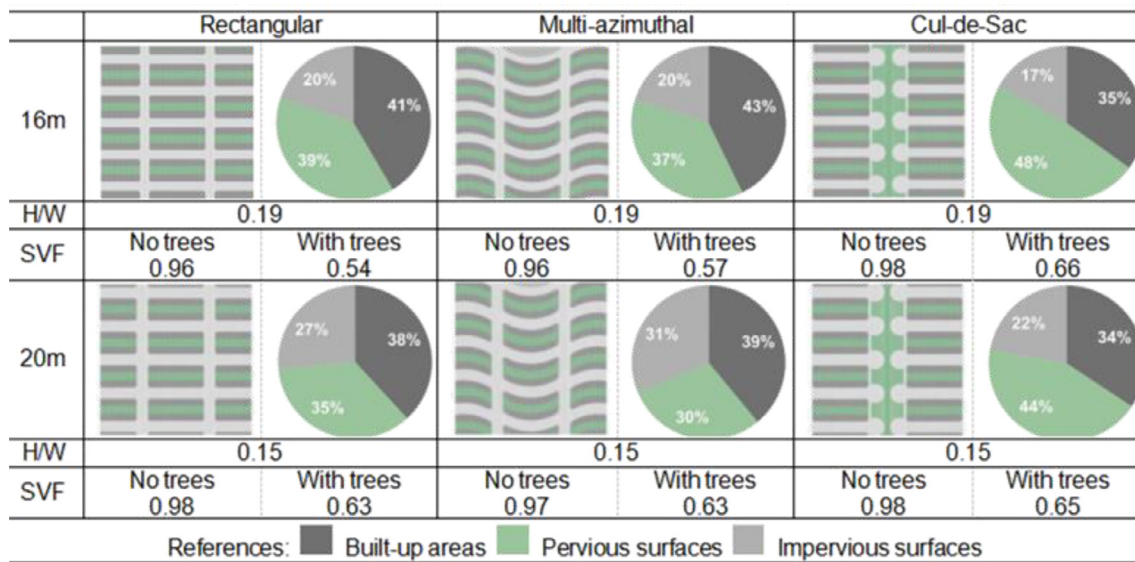 Rectangular Multi-azimuthal Cul-de-Sac
16m 20% 41% 39% 20% 43% 37% 17% 35% 48%
H/W 0.19 0.19 0.19
SVF No trees With trees No trees With trees No trees With trees
0.96 0.54 0.96 0.57 0.98 0.66
20m 27% 38% 35% 31% 39% 30% 22% 34% 44%
H/W 0.15 0.15 0.15
SVF No trees With trees No trees With trees No trees With trees
0.98 0.63 0.97 0.63 0.98 0.65
References: Built-up areas Pervious surfaces Impervious surfaces